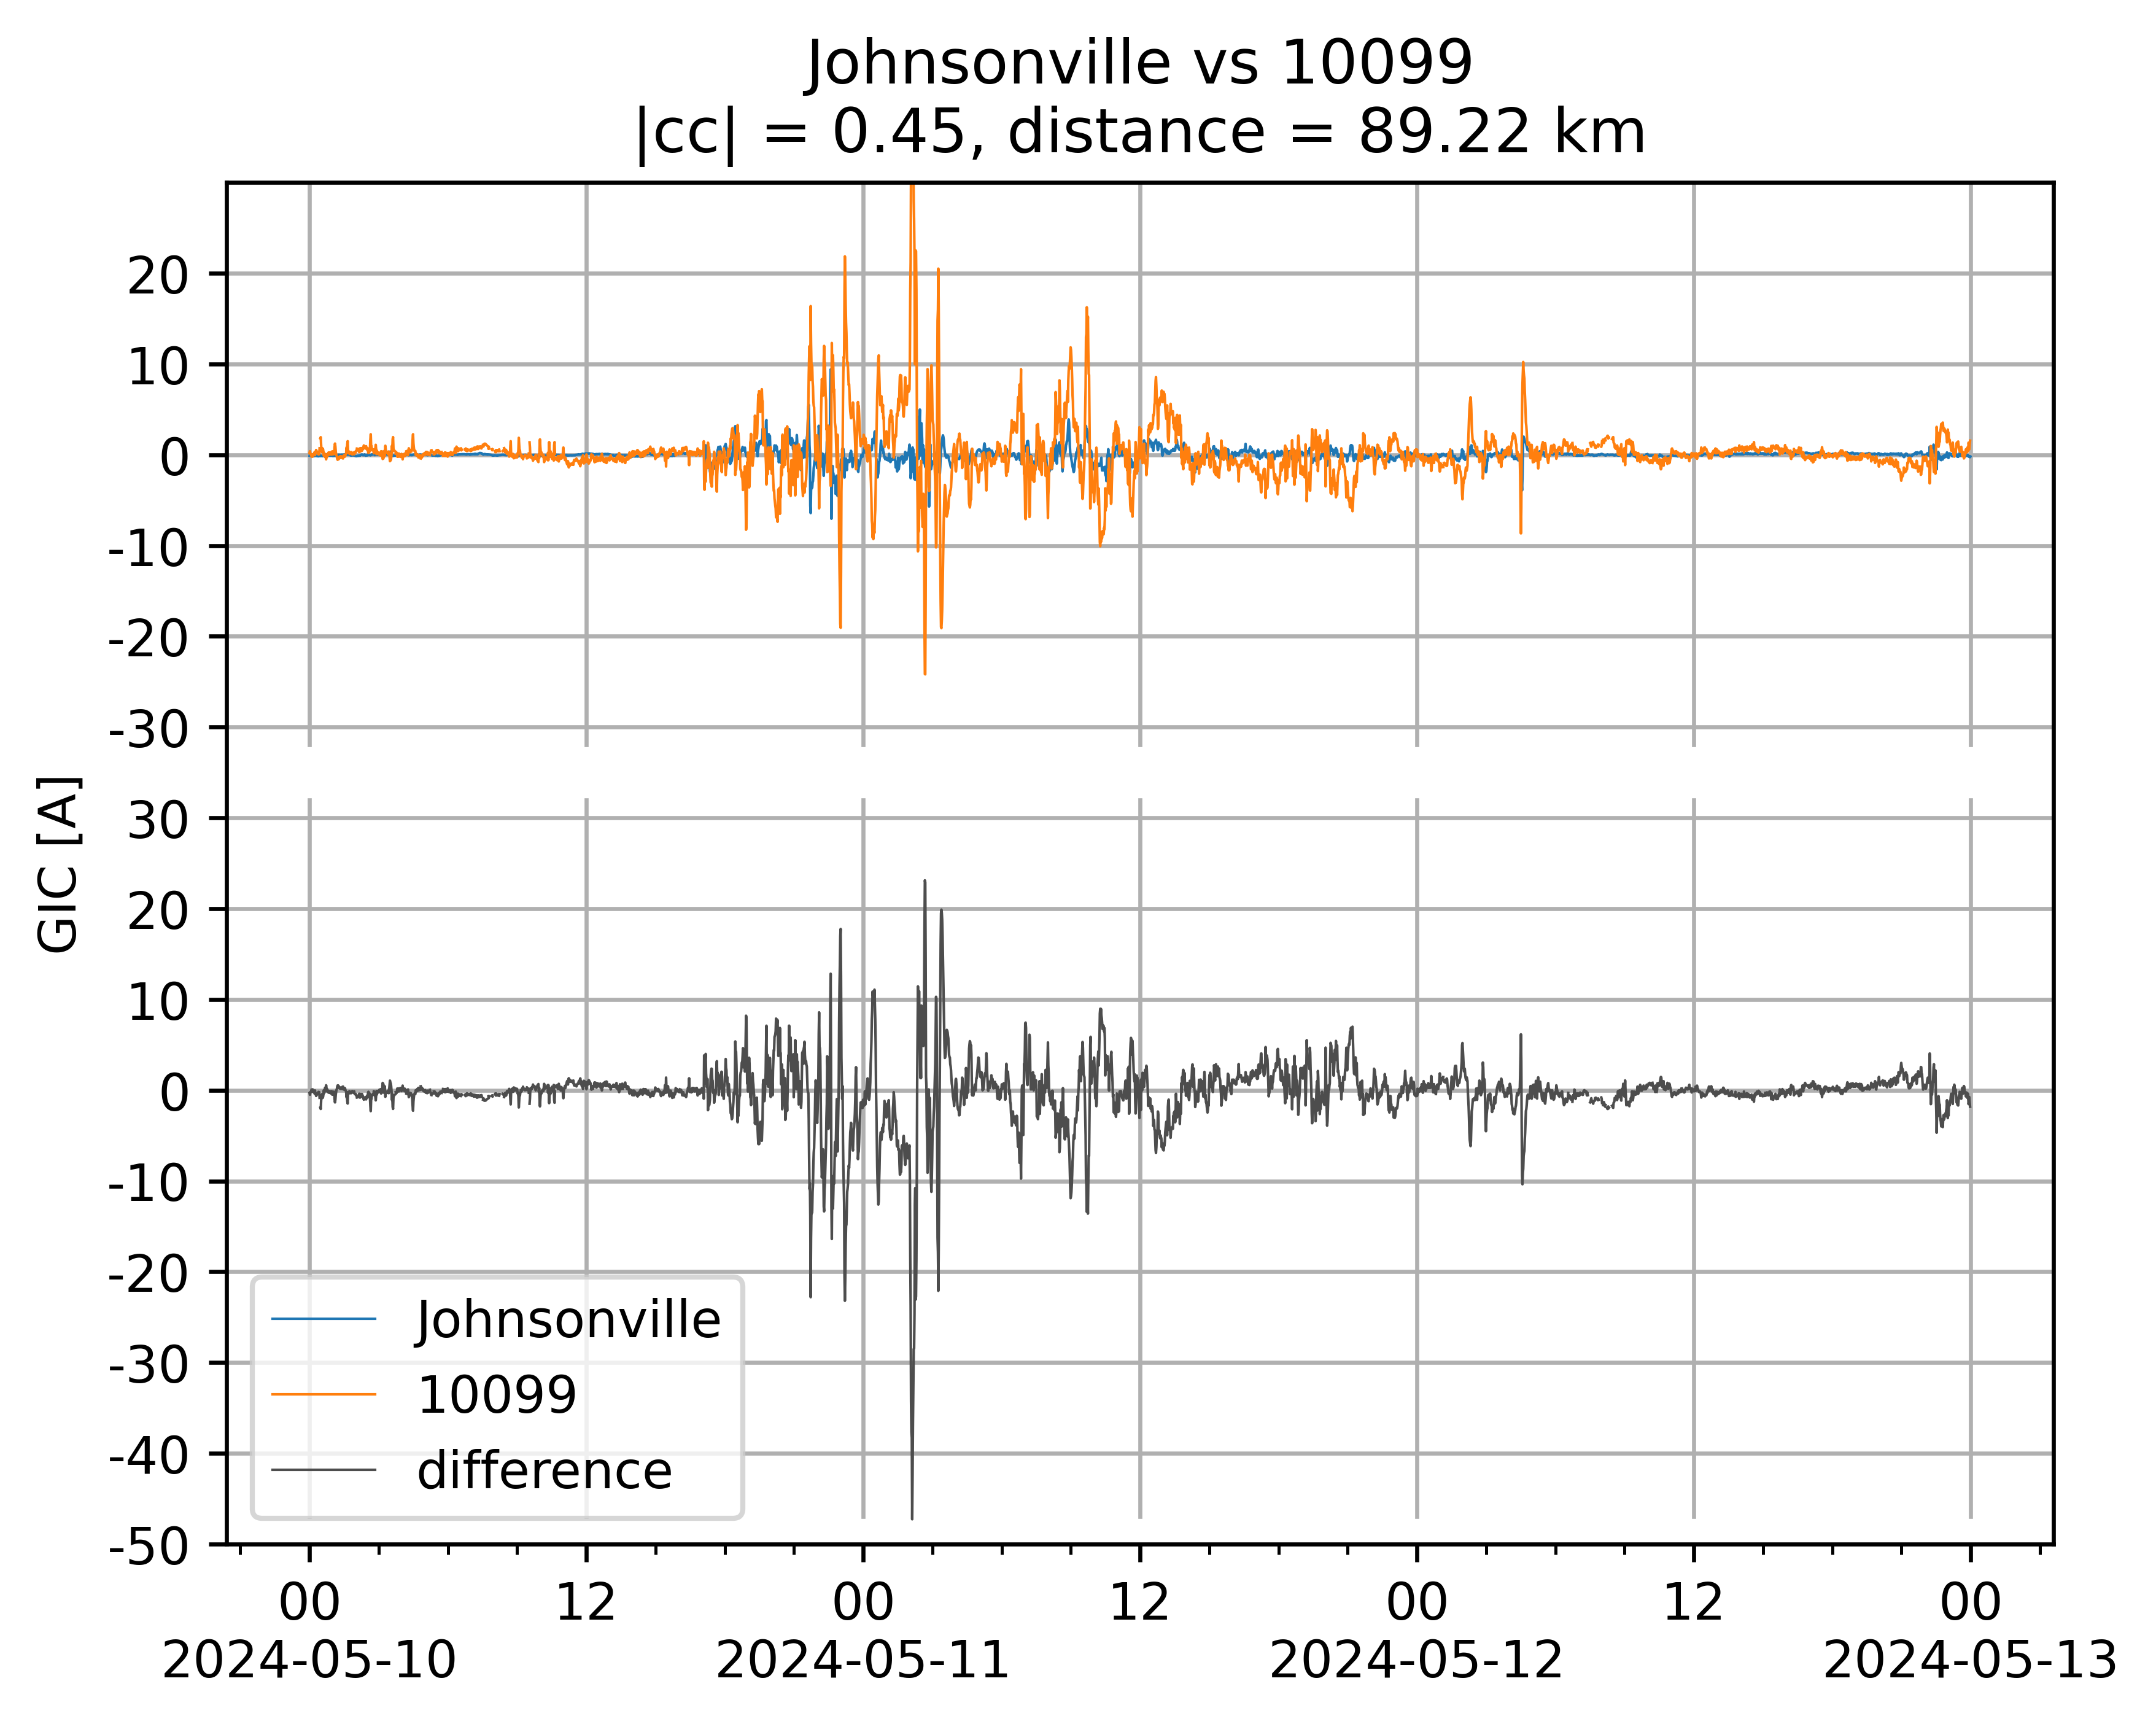 Johnsonville vs 10099
|cc| = 0.45, distance = 89.22 km
GIC [A]
20
10
0
-10
-20
-30
30
20
10
0
-10
-20
-30
-40
-50
Johnsonville
10099
difference
00 12 00 12 00 12 00
2024-05-10 2024-05-11 2024-05-12 2024-05-13